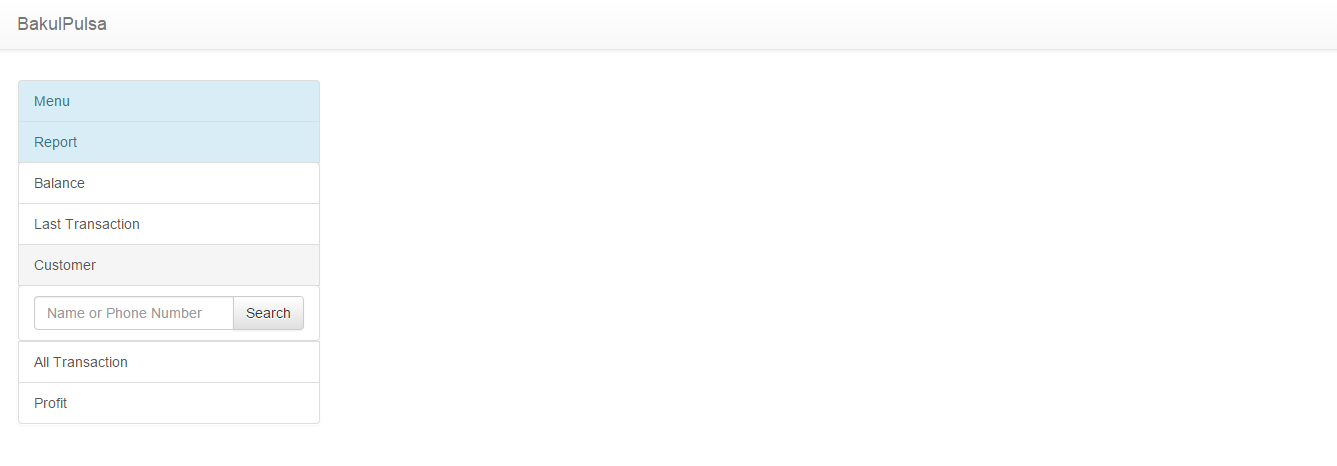 BakulPulsa
Menu
Report
Balance
Last Transaction
Customer
Name or Phone Number Search
All Transaction
Profit